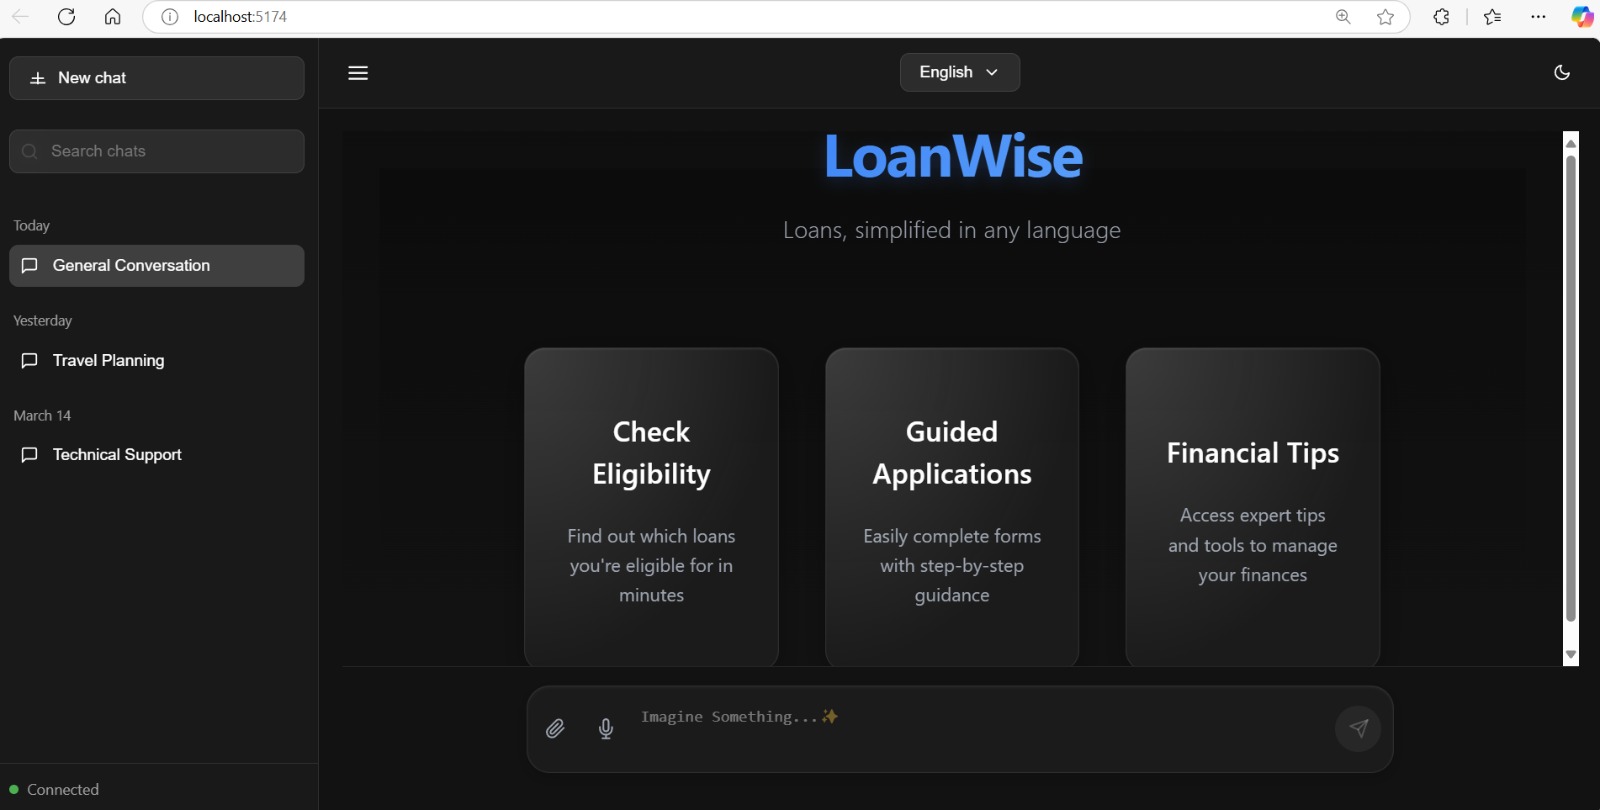 localhost:5174
New chat
English
Search chats
Today
General Conversation
Yesterday
Travel Planning
March 14
Technical Support
Connected
LoanWise
Loans, simplified in any language
Check
Eligibility
Find out which loans
you're eligible for in
minutes
Guided
Applications
Easily complete forms
with step-by-step
guidance
Financial Tips
Access expert tips
and tools to manage
your finances
Imagine Something...✨